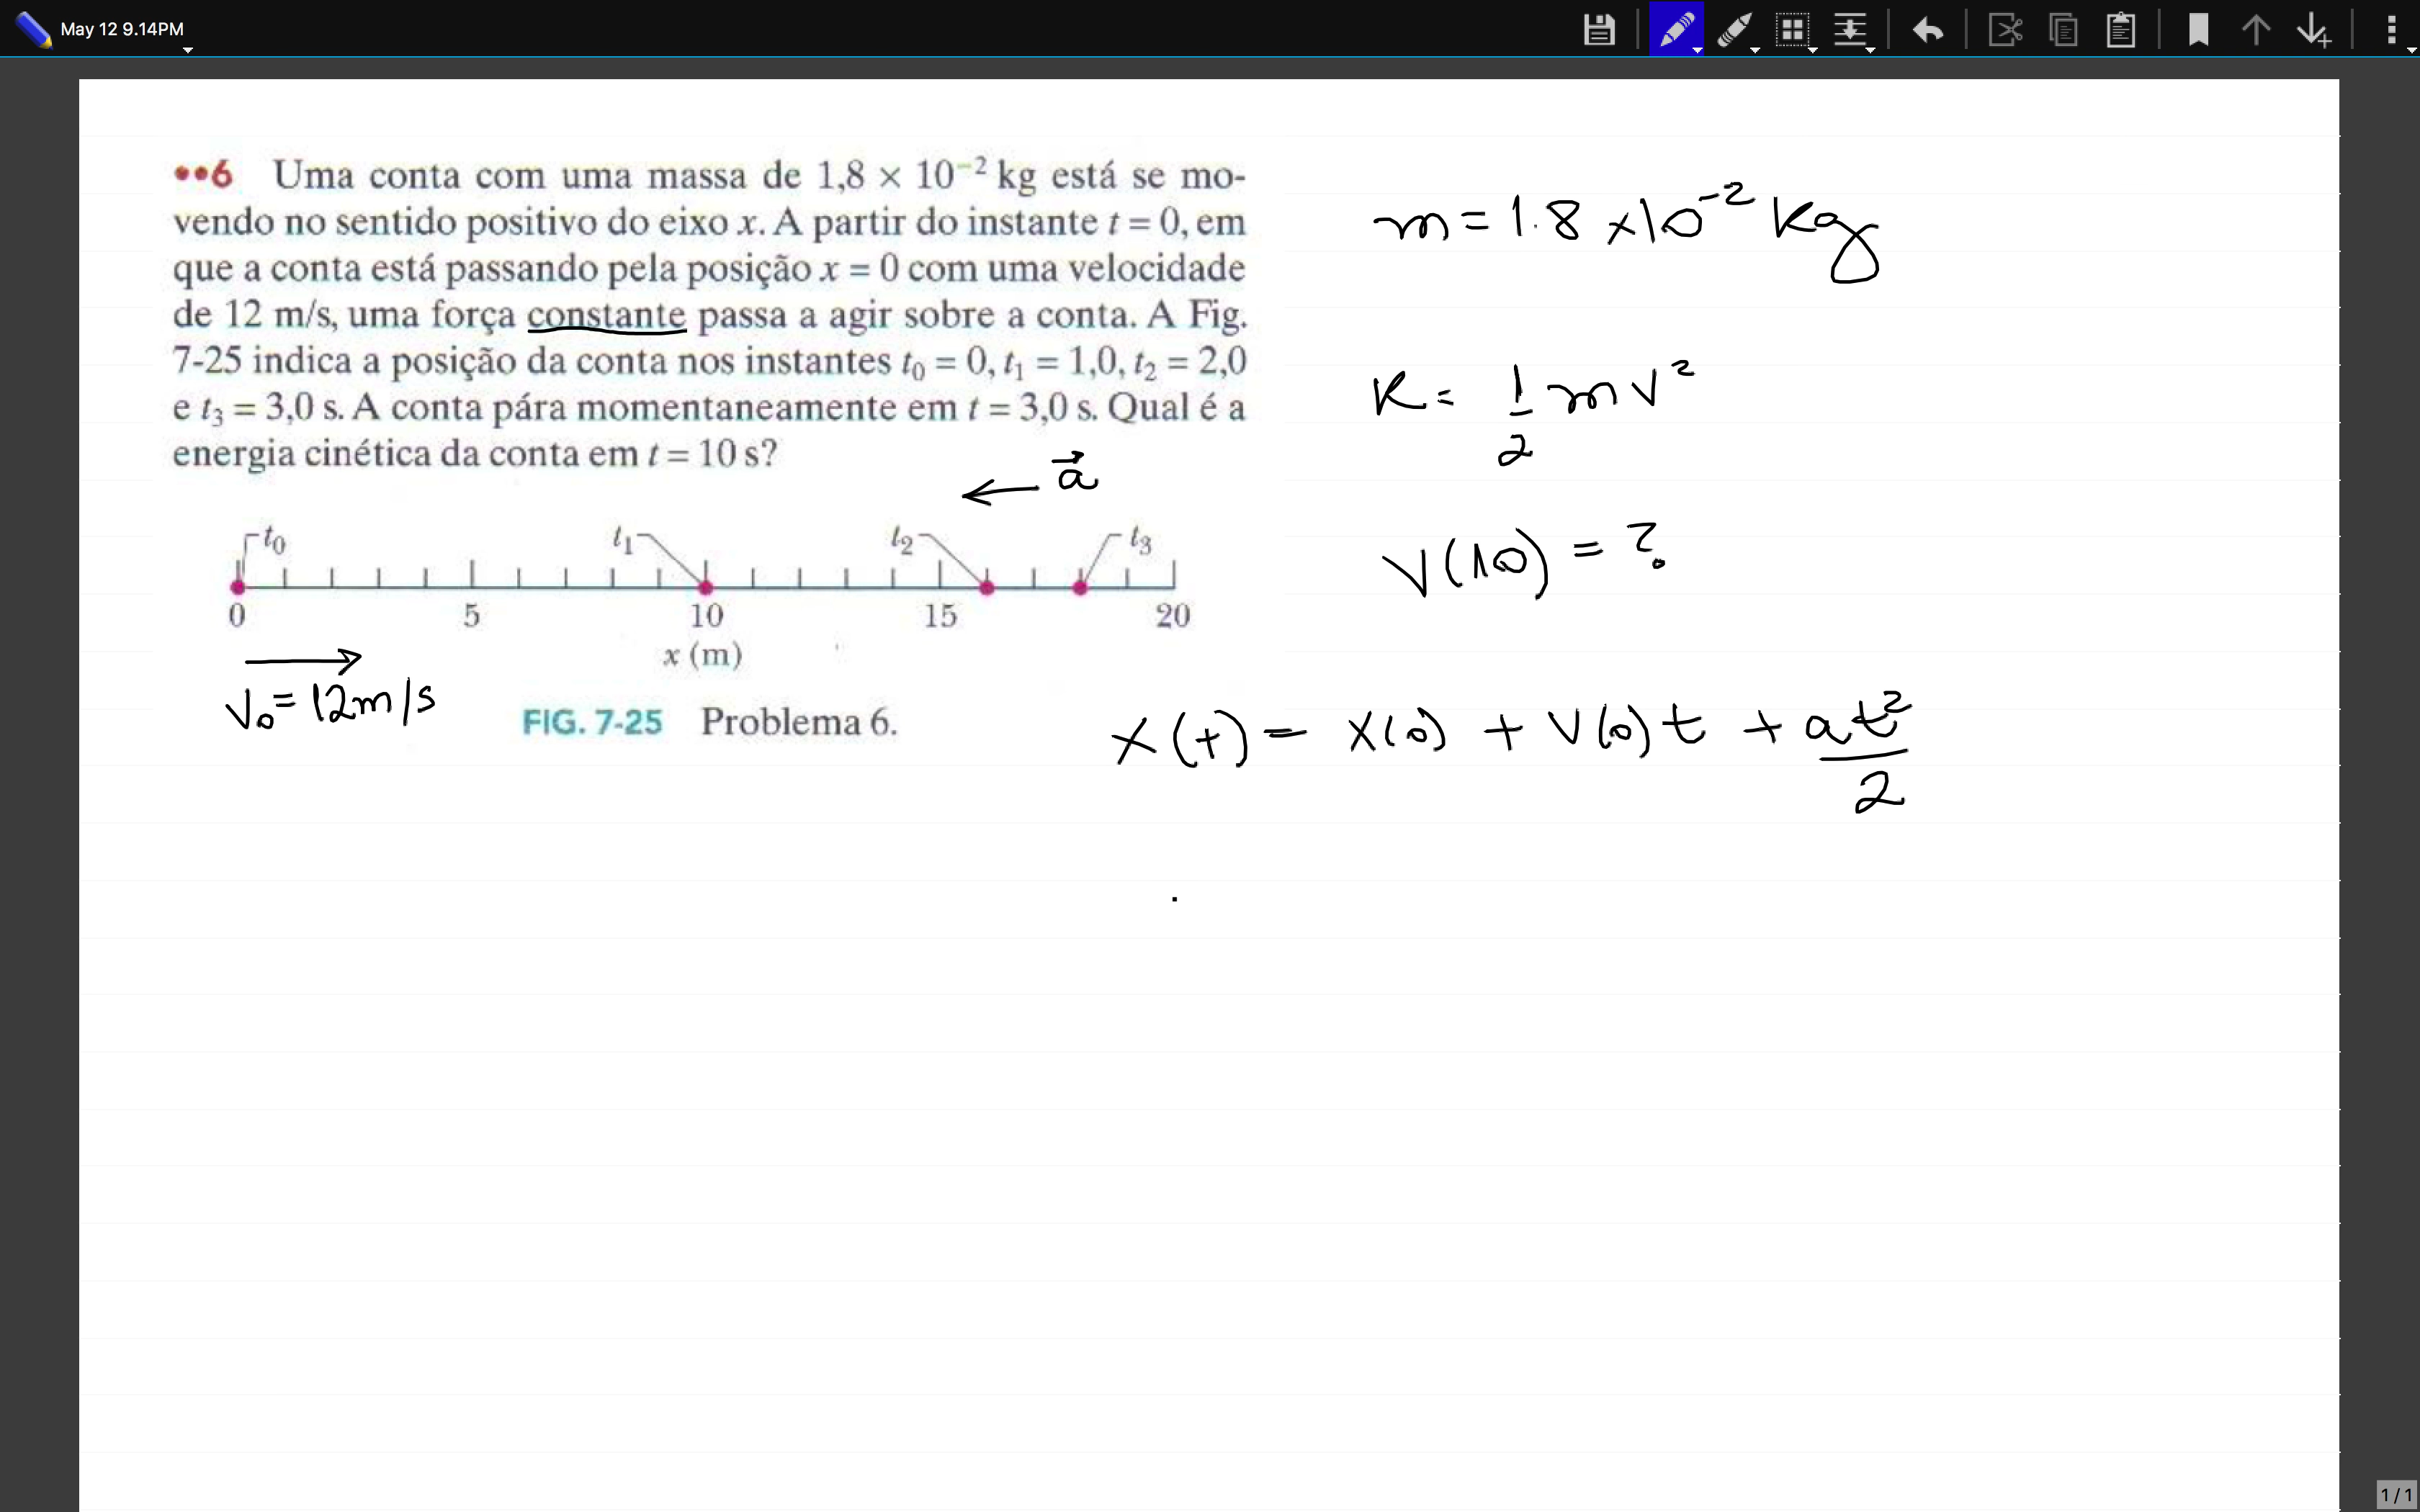 May 12 9.14PM
••6 Uma conta com uma massa de 1,8 × 10⁻² kg está se mo-
vendo no sentido positivo do eixo x. A partir do instante t = 0, em
que a conta está passando pela posição x = 0 com uma velocidade
de 12 m/s, uma força constante passa a agir sobre a conta. A Fig.
7-25 indica a posição da conta nos instantes t₀ = 0, t₁ = 1,0, t₂ = 2,0
e t₃ = 3,0 s. A conta pára momentaneamente em t = 3,0 s. Qual é a
energia cinética da conta em t = 10 s?
a⃗
t₀ t₁ t₂ t₃
0 5 10 15 20
x (m)
V₀ = 12 m/s
FIG. 7-25 Problema 6.
m = 1.8 × 10⁻² kg
K = 1/2 m v²
V(10) = ?
X(t) = X(0) + V(0) t + at²/2
1 / 1